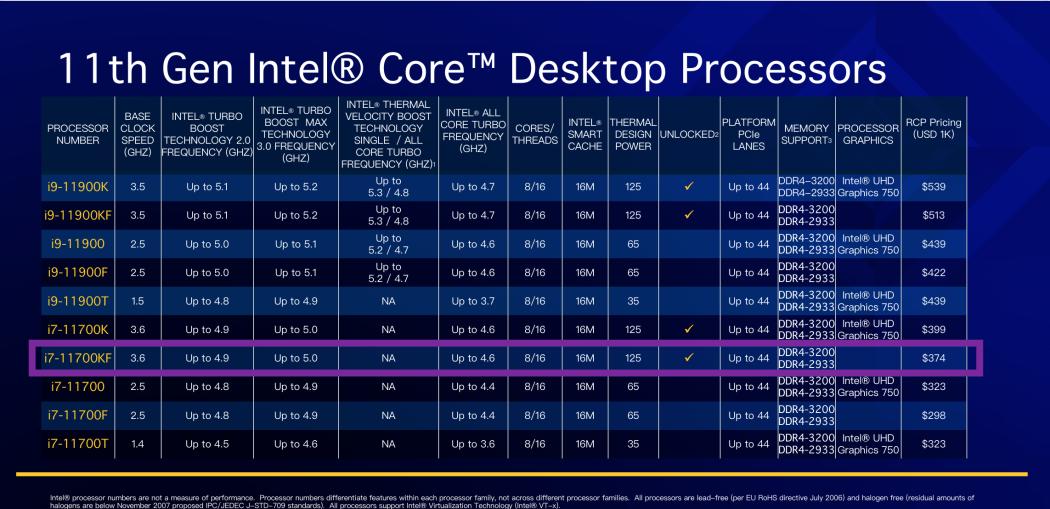 11th Gen Intel® Core™ Desktop Processors
PROCESSOR NUMBER BASE CLOCK SPEED (GHZ) INTEL® TURBO BOOST TECHNOLOGY 2.0 FREQUENCY (GHZ) INTEL® TURBO BOOST MAX TECHNOLOGY 3.0 FREQUENCY (GHZ) INTEL® THERMAL VELOCITY BOOST TECHNOLOGY SINGLE / ALL CORE TURBO FREQUENCY (GHZ)1 INTEL® ALL CORE TURBO FREQUENCY (GHZ) CORES/ THREADS INTEL® SMART CACHE THERMAL DESIGN POWER UNLOCKED2 PLATFORM PCIe LANES MEMORY SUPPORT3 PROCESSOR GRAPHICS RCP Pricing (USD 1K)
i9-11900K 3.5 Up to 5.1 Up to 5.2 Up to 5.3 / 4.8 Up to 4.7 8/16 16M 125 ✓ Up to 44 DDR4-3200 DDR4-2933 Intel® UHD Graphics 750 $539
i9-11900KF 3.5 Up to 5.1 Up to 5.2 Up to 5.3 / 4.8 Up to 4.7 8/16 16M 125 ✓ Up to 44 DDR4-3200 DDR4-2933 $513
i9-11900 2.5 Up to 5.0 Up to 5.1 Up to 5.2 / 4.7 Up to 4.6 8/16 16M 65 Up to 44 DDR4-3200 DDR4-2933 Intel® UHD Graphics 750 $439
i9-11900F 2.5 Up to 5.0 Up to 5.1 Up to 5.2 / 4.7 Up to 4.6 8/16 16M 65 Up to 44 DDR4-3200 DDR4-2933 $422
i9-11900T 1.5 Up to 4.8 Up to 4.9 NA Up to 3.7 8/16 16M 35 Up to 44 DDR4-3200 DDR4-2933 Intel® UHD Graphics 750 $439
i7-11700K 3.6 Up to 4.9 Up to 5.0 NA Up to 4.6 8/16 16M 125 ✓ Up to 44 DDR4-3200 DDR4-2933 Intel® UHD Graphics 750 $399
i7-11700KF 3.6 Up to 4.9 Up to 5.0 NA Up to 4.6 8/16 16M 125 ✓ Up to 44 DDR4-3200 DDR4-2933 $374
i7-11700 2.5 Up to 4.8 Up to 4.9 NA Up to 4.4 8/16 16M 65 Up to 44 DDR4-3200 DDR4-2933 Intel® UHD Graphics 750 $323
i7-11700F 2.5 Up to 4.8 Up to 4.9 NA Up to 4.4 8/16 16M 65 Up to 44 DDR4-3200 DDR4-2933 $298
i7-11700T 1.4 Up to 4.5 Up to 4.6 NA Up to 3.6 8/16 16M 35 Up to 44 DDR4-3200 DDR4-2933 Intel® UHD Graphics 750 $323
Intel® processor numbers are not a measure of performance. Processor numbers differentiate features within each processor family, not across different processor families. All processors are lead-free (per EU RoHS directive July 2006) and halogen free (residual amounts of
halogens are below November 2007 proposed IPC/JEDEC J-STD-709 standards). All processors support Intel® Virtualization Technology (Intel® VT-x).